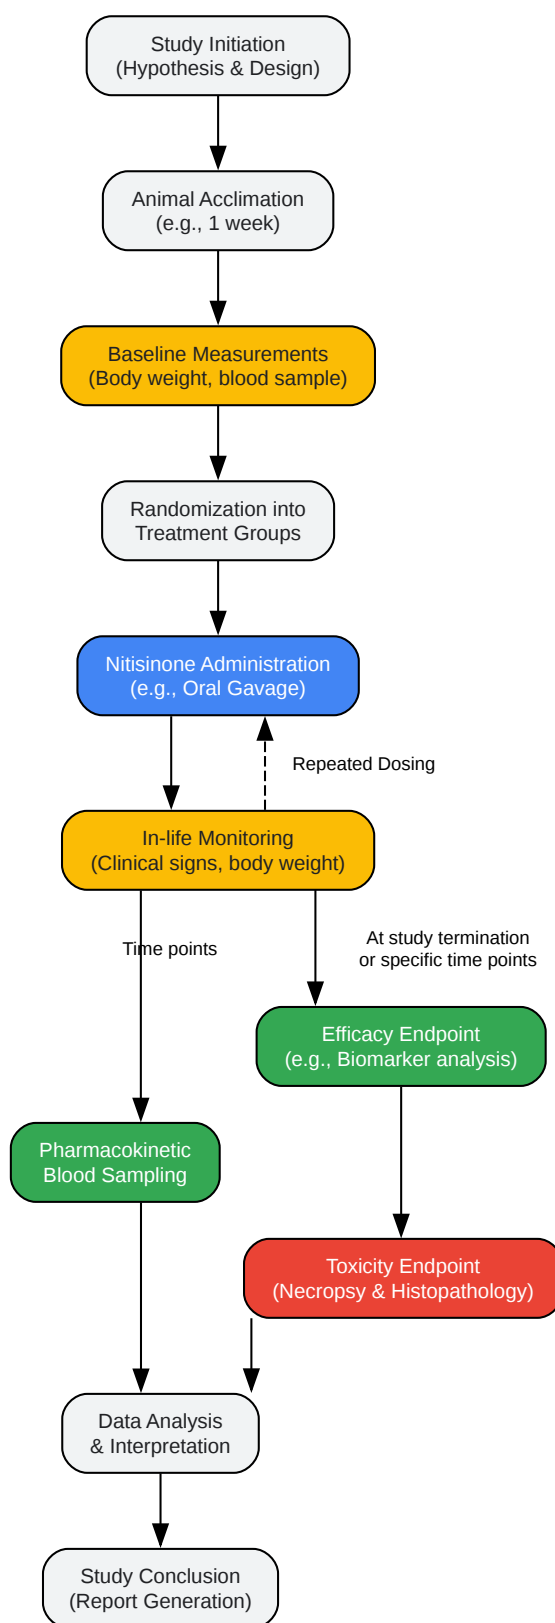 Study Initiation
(Hypothesis & Design)
Animal Acclimation
(e.g., 1 week)
Baseline Measurements
(Body weight, blood sample)
Randomization into
Treatment Groups
Nitisinone Administration
(e.g., Oral Gavage)
Repeated Dosing
In-life Monitoring
(Clinical signs, body weight)
Time points
At study termination
or specific time points
Efficacy Endpoint
(e.g., Biomarker analysis)
Pharmacokinetic
Blood Sampling
Toxicity Endpoint
(Necropsy & Histopathology)
Data Analysis
& Interpretation
Study Conclusion
(Report Generation)